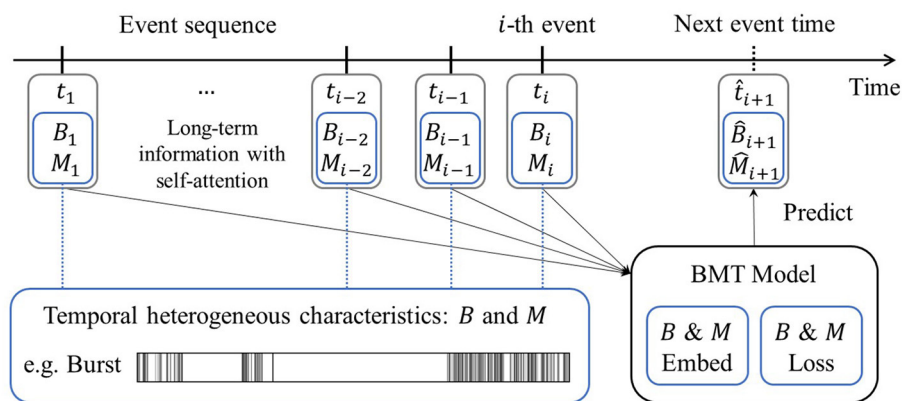 Event sequence
i-th event
Next event time
Time
t₁
...
tᵢ₋₂
tᵢ₋₁
tᵢ
t̂ᵢ₊₁
B₁
M₁
Long-term
information with
self-attention
Bᵢ₋₂
Mᵢ₋₂
Bᵢ₋₁
Mᵢ₋₁
Bᵢ
Mᵢ
B̂ᵢ₊₁
M̂ᵢ₊₁
Predict
BMT Model
B & M
Embed
B & M
Loss
Temporal heterogeneous characteristics: B and M
e.g. Burst